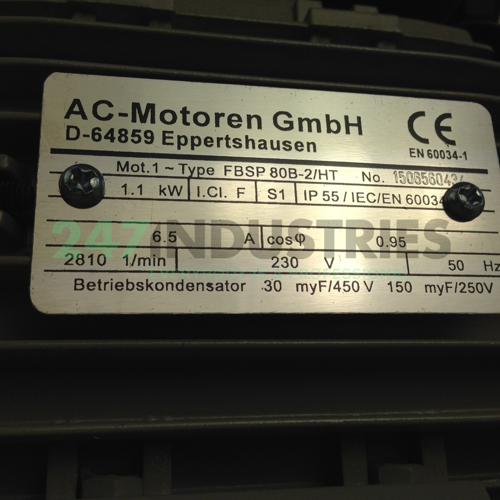 AC-Motoren GmbH
D-64859 Eppertshausen
CE
EN 60034-1
Mot.1 ~ Type FBSP 80B-2/HT No.
1.1 kW I.Cl. F S1 IP 55 / IEC/EN 60034
247INDUSTRIES
6.5 A cosφ 0.95
2810 1/min 230 V 50 Hz
Betriebskondensator 30 myF/450 V 150 myF/250V